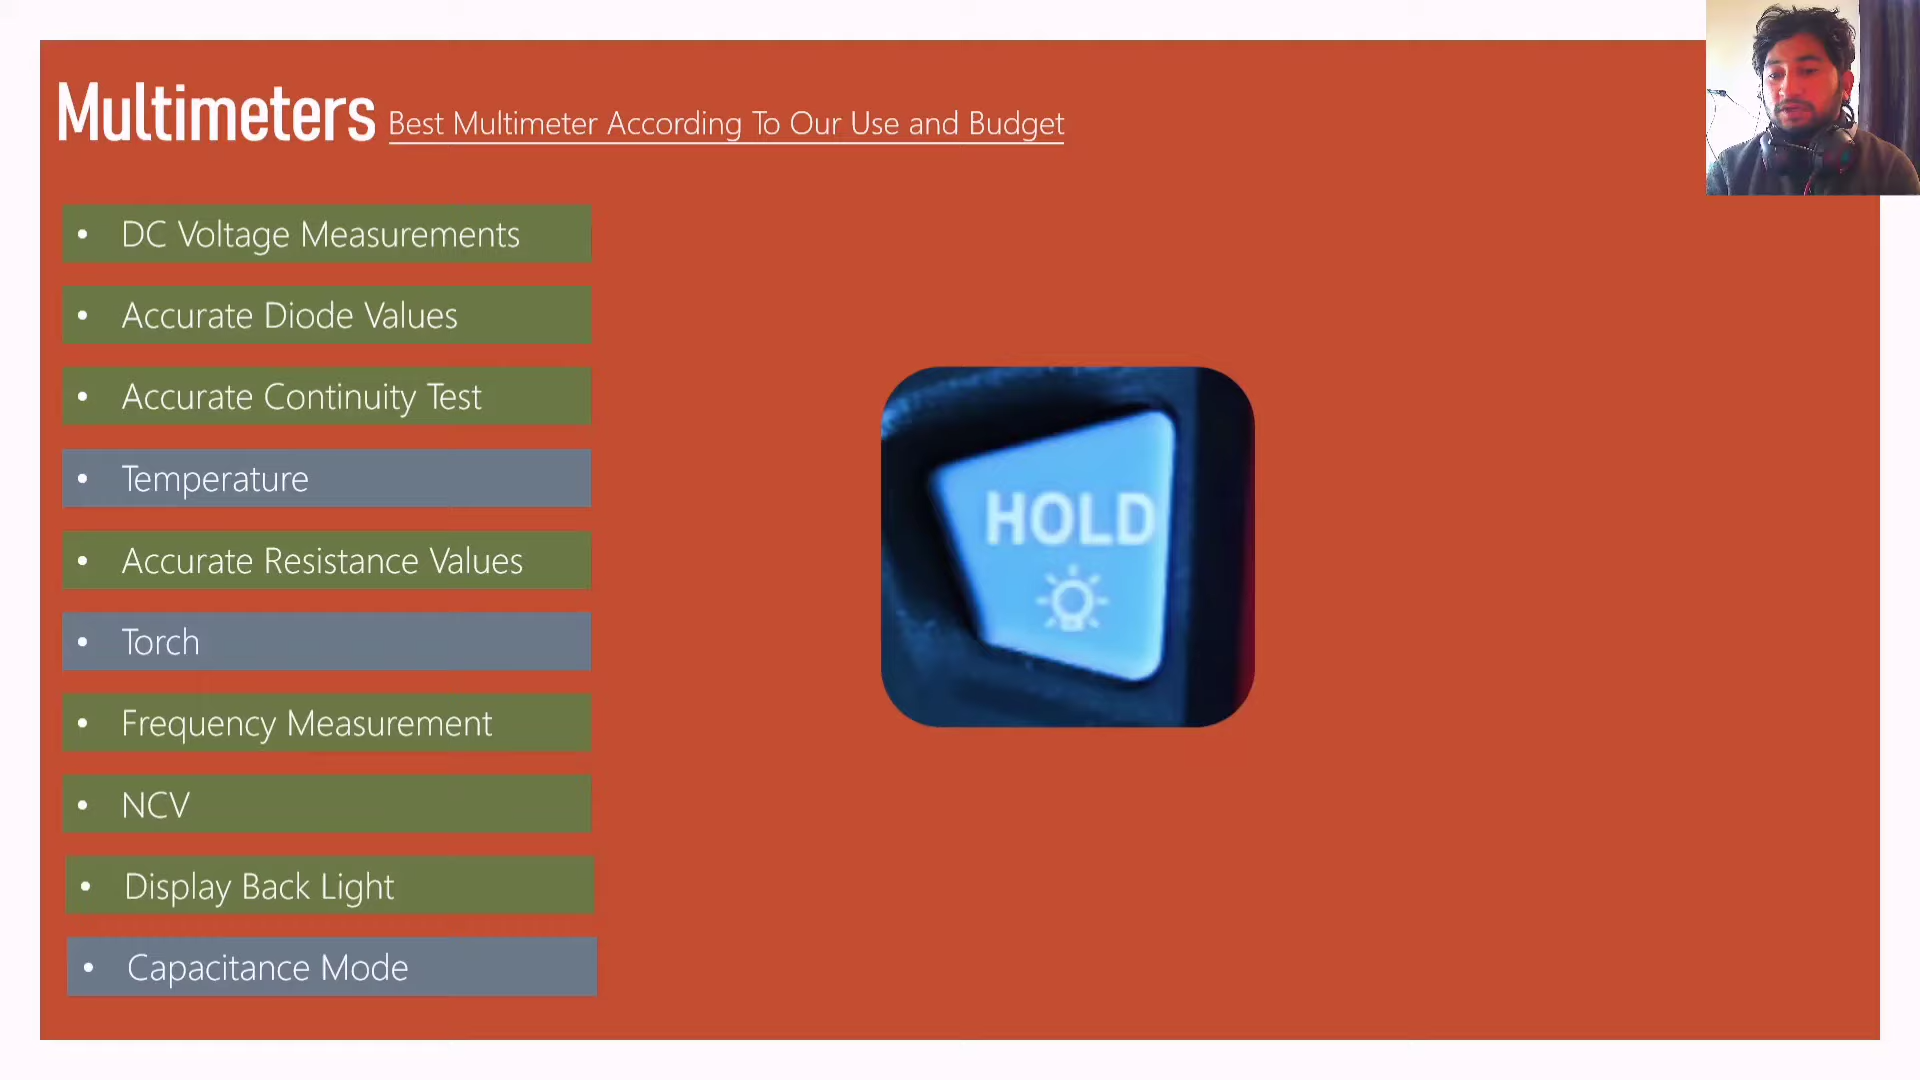 Multimeters Best Multimeter According To Our Use and Budget
• DC Voltage Measurements
• Accurate Diode Values
• Accurate Continuity Test
• Temperature
• Accurate Resistance Values
• Torch
• Frequency Measurement
• NCV
• Display Back Light
• Capacitance Mode
HOLD